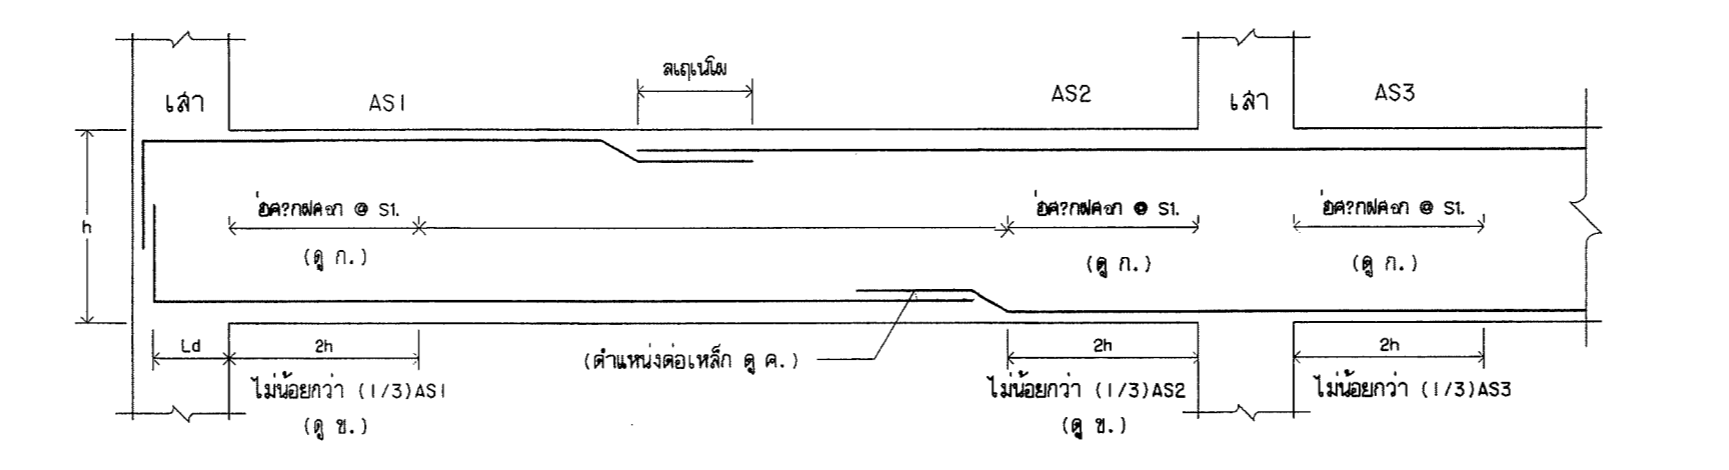 เสา
AS1
AS2
เสา
AS3
h
@ S1.
(ดู ก.)
S1.
(ดู ก.)
@ S1.
(ดู ก.)
Ld
2h
(ตำแหน่งต่อเหล็ก ดู ค.)
2h
2h
ไม่น้อยกว่า (1/3)AS1
(ดู ข.)
ไม่น้อยกว่า (1/3)AS2
(ดู ข.)
ไม่น้อยกว่า (1/3)AS3